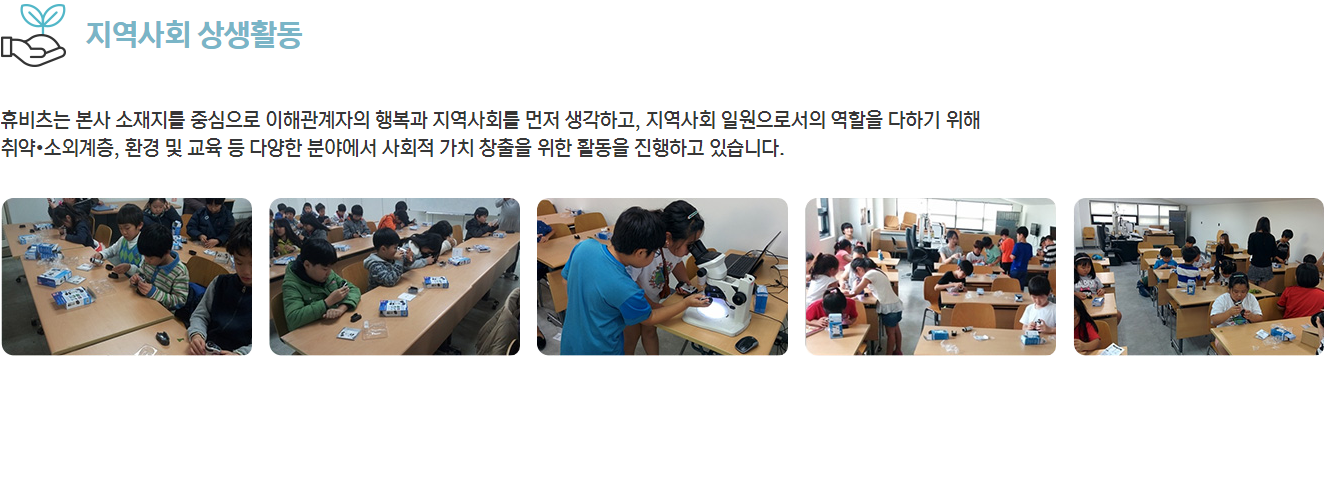 지역사회 상생활동
휴비츠는 본사 소재지를 중심으로 이해관계자의 행복과 지역사회를 먼저 생각하고, 지역사회 일원으로서의 역할을 다하기 위해
취약•소외계층, 환경 및 교육 등 다양한 분야에서 사회적 가치 창출을 위한 활동을 진행하고 있습니다.